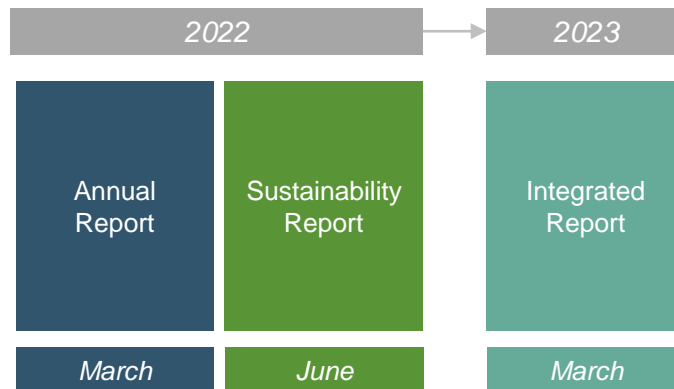 2022
2023
Annual
Report
Sustainability
Report
Integrated
Report
March
June
March